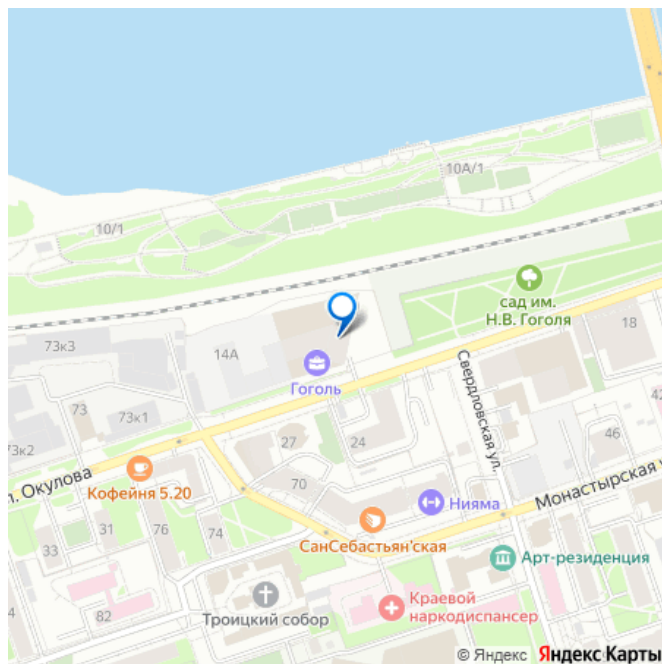 10А/1
10/1
сад им.
Н.В. Гоголя
18
73к3
14А
Гоголь
Свердловская ул.
73
73к1
73к2
27
24
46
л. Окулова
Кофейня 5.20
70
Нияма
Монастырская у
31
76
74
СанСебастьян'ская
33
Арт-резиденция
82
Троицкий собор
Краевой
наркодиспансер
© Яндекс Яндекс Карты